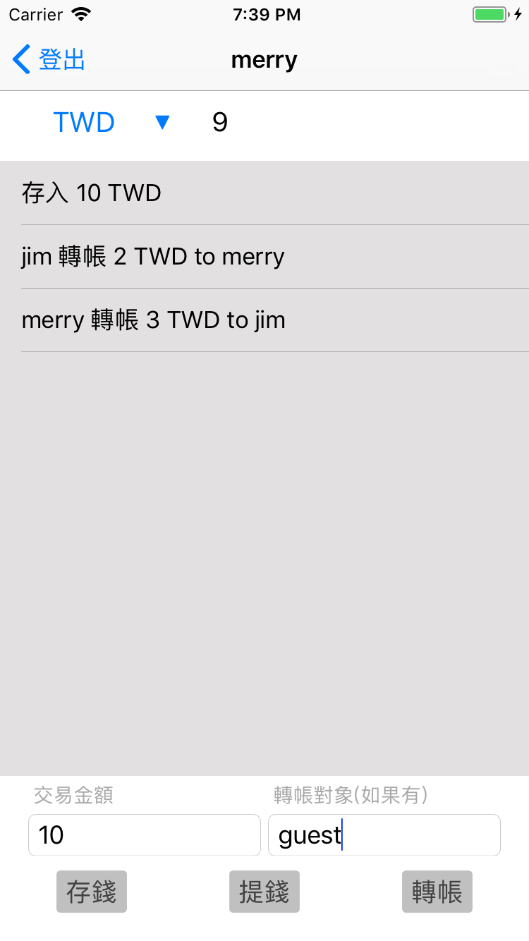 Carrier 7:39 PM
登出 merry
TWD ▼ 9
存入 10 TWD
jim 轉帳 2 TWD to merry
merry 轉帳 3 TWD to jim
交易金額 轉帳對象(如果有)
10 guest
存錢 提錢 轉帳